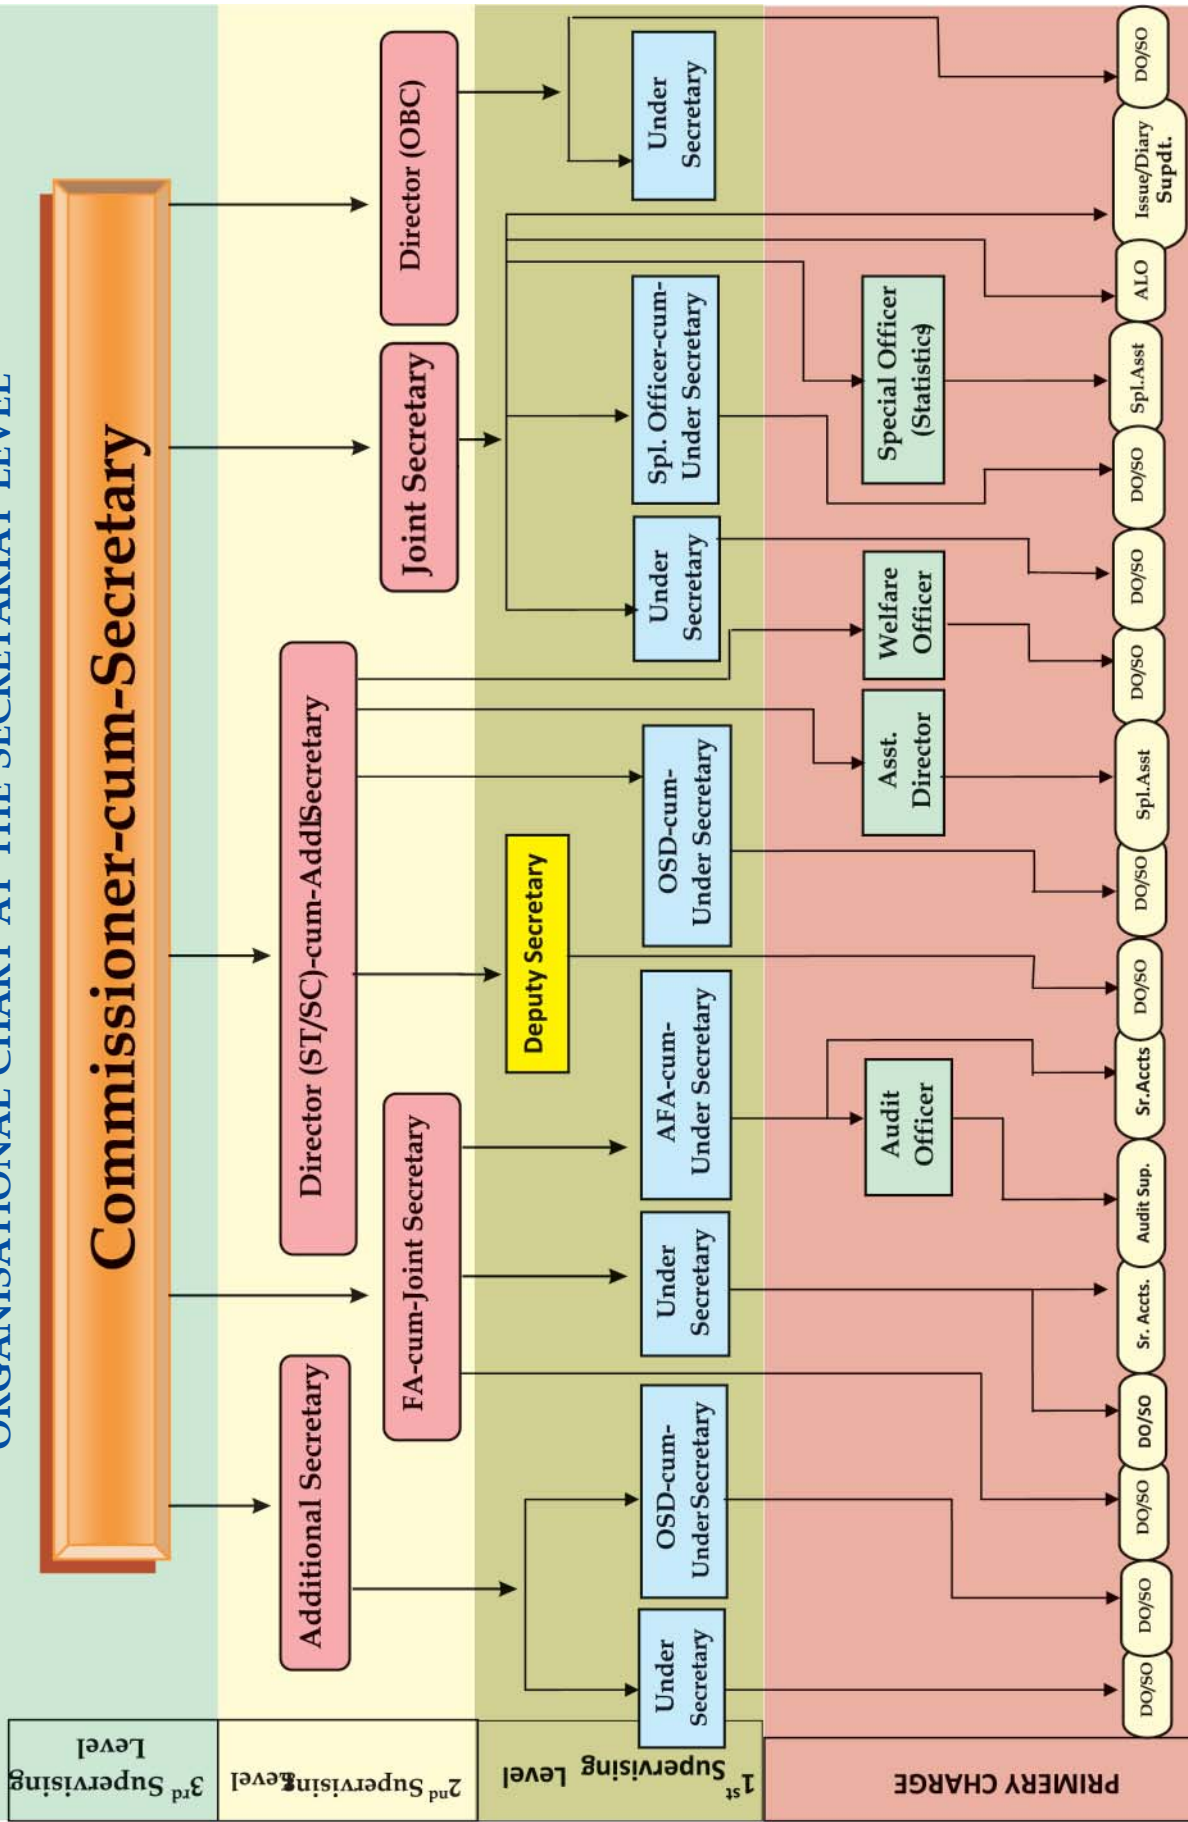 ORGANISATIONAL CHART AT THE SECRETARIAT LEVEL
3rd Supervising
Level
Commissioner-cum-Secretary
2nd Supervising
Level
Additional Secretary
Director (ST/SC)-cum-Addl.Secretary
FA-cum-Joint Secretary
Joint Secretary
Director (OBC)
1st Supervising
Level
Deputy Secretary
Under
Secretary
OSD-cum-
UnderSecretary
Under
Secretary
AFA-cum-
Under Secretary
OSD-cum-
Under Secretary
Under
Secretary
Spl. Officer-cum-
Under Secretary
Under
Secretary
PRIMERY CHARGE
Audit
Officer
Asst.
Director
Welfare
Officer
Special Officer
(Statistics)
DO/SO
DO/SO
DO/SO
DO/SO
Sr. Accts.
Audit Sup.
Sr.Accts
DO/SO
DO/SO
Spl.Asst
DO/SO
DO/SO
DO/SO
Spl.Asst
ALO
Issue/Diary
Supdt.
DO/SO